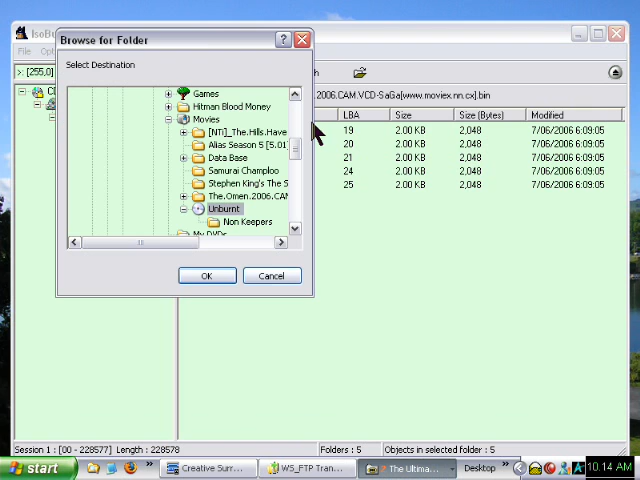 IsoBu
Browse for Folder
File
>: [255,0]
Select Destination
2006.CAM.VCD-SaGa[www.moviex.nn.cx].bin
LBA Size Size (Bytes) Modified
19 2.00 KB 2,048 7/06/2006 6:09:05
20 2.00 KB 2,048 7/06/2006 6:09:05
21 2.00 KB 2,048 7/06/2006 6:09:05
24 2.00 KB 2,048 7/06/2006 6:09:05
25 2.00 KB 2,048 7/06/2006 6:09:05
Games
Hitman Blood Money
Movies
[NTI]_The.Hills.Have
Alias Season 5 [5.01]
Data Base
Samurai Champloo
Stephen King's The S
The.Omen.2006.CAM
Unburnt
Non Keepers
My DVDs
OK Cancel
Session 1 : [00 - 228577] Length : 228578 Folders : 5 Objects in selected folder : 5
start Creative Surr... WS_FTP Tran... The Ultima... Desktop 10:14 AM